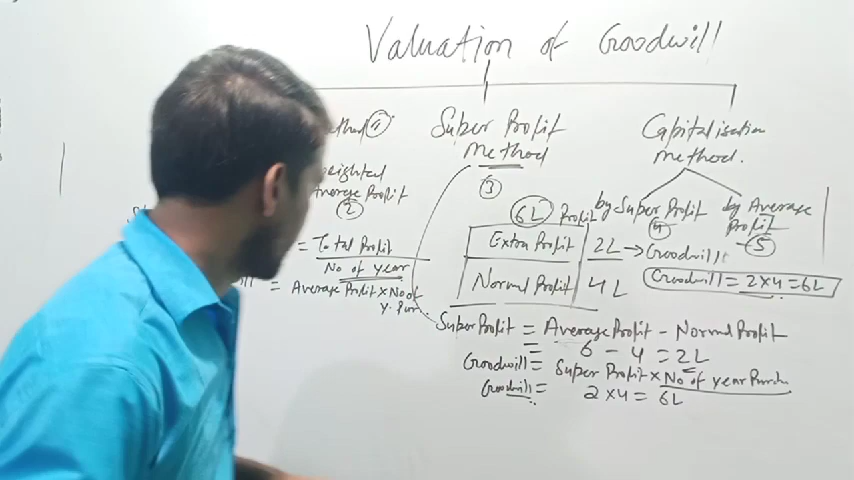 Valuation of Goodwill
Method 1
Super Profit
Method
3
Capitalisation
Method.
Weighted
Average Profit
2
6L Profit
by Super Profit
4
by Average
Profit
5
= Total Profit
No of year
= Average Profit × No of
Y. Pur.
Extra Profit 2L → Goodwill
Normal Profit 4L
Goodwill = 2×4 = 6L
Super Profit = Average Profit - Normal Profit
= 6 - 4 = 2L
Goodwill = Super Profit × No of year Purch
Goodwill = 2×4 = 6L